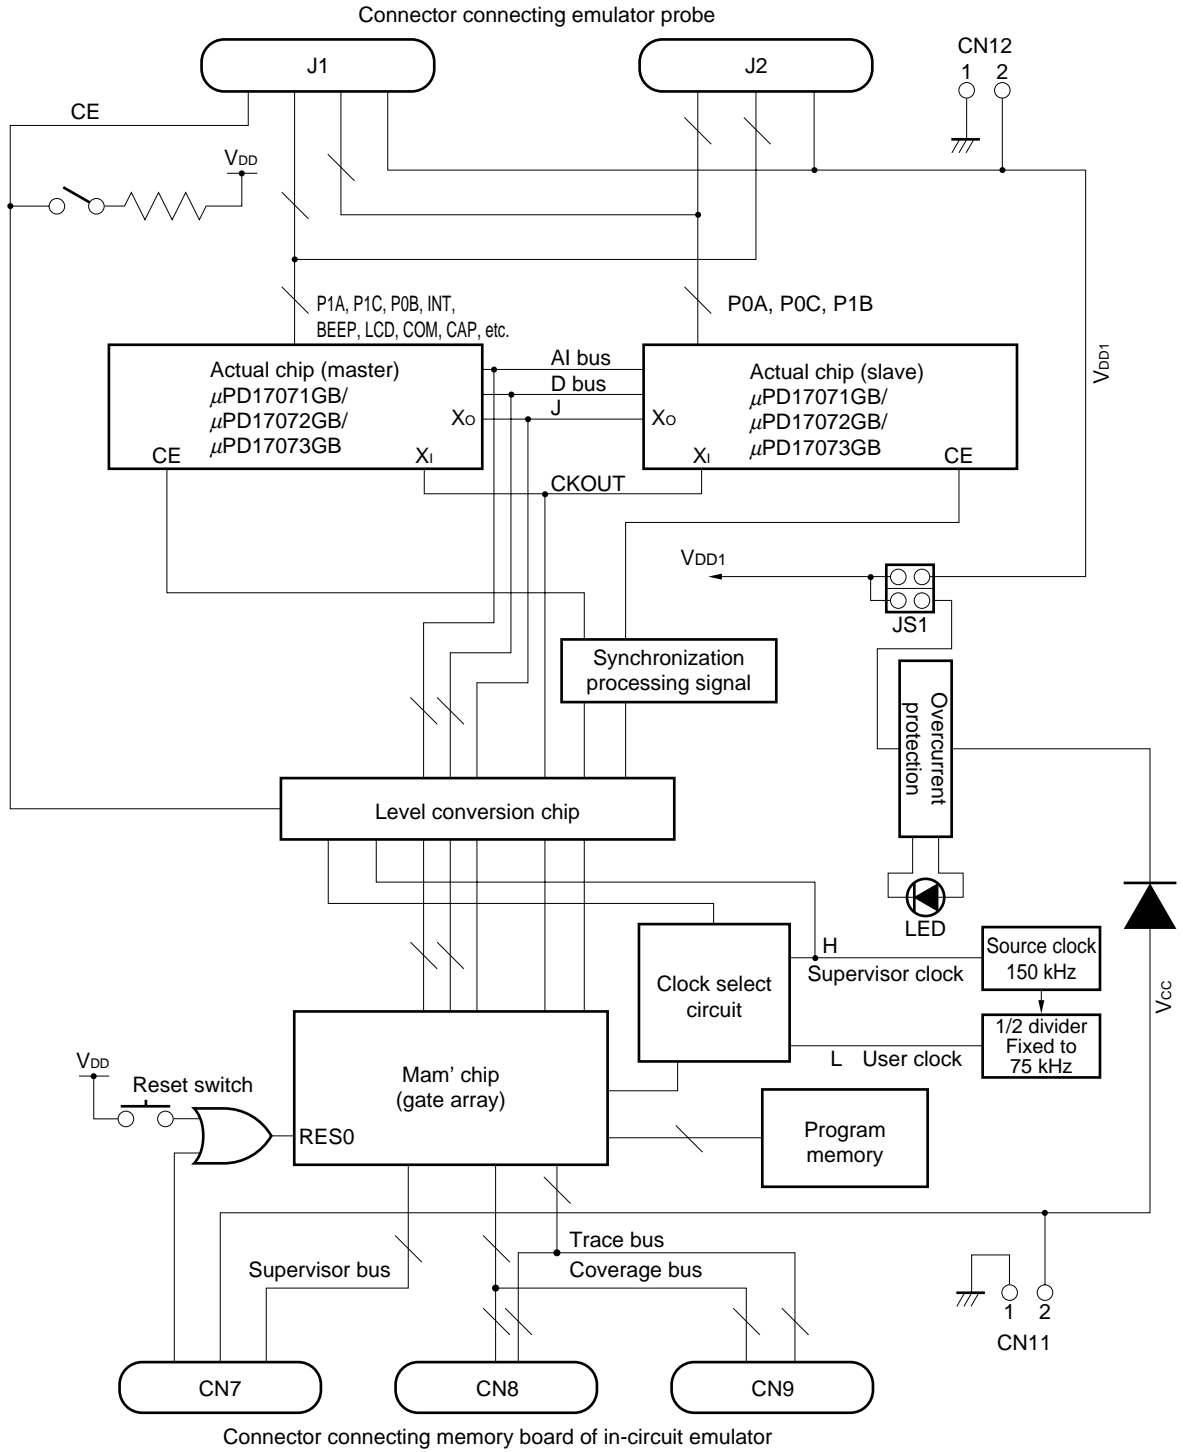 Connector connecting emulator probe
J1
J2
CN12
1 2
CE
VDD
P1A, P1C, P0B, INT,
BEEP, LCD, COM, CAP, etc.
P0A, P0C, P1B
VDD1
Actual chip (master)
µPD17071GB/
µPD17072GB/
µPD17073GB
XO
CE
XI
AI bus
D bus
J
CKOUT
Actual chip (slave)
µPD17071GB/
µPD17072GB/
µPD17073GB
XO
XI
CE
VDD1
JS1
Synchronization
processing signal
Overcurrent
protection
Level conversion chip
LED
Clock select
circuit
H
Supervisor clock
Source clock
150 kHz
L User clock
1/2 divider
Fixed to
75 kHz
VCC
VDD
Reset switch
RES0
Mam' chip
(gate array)
Program
memory
Trace bus
Supervisor bus
Coverage bus
1 2
CN11
CN7
CN8
CN9
Connector connecting memory board of in-circuit emulator